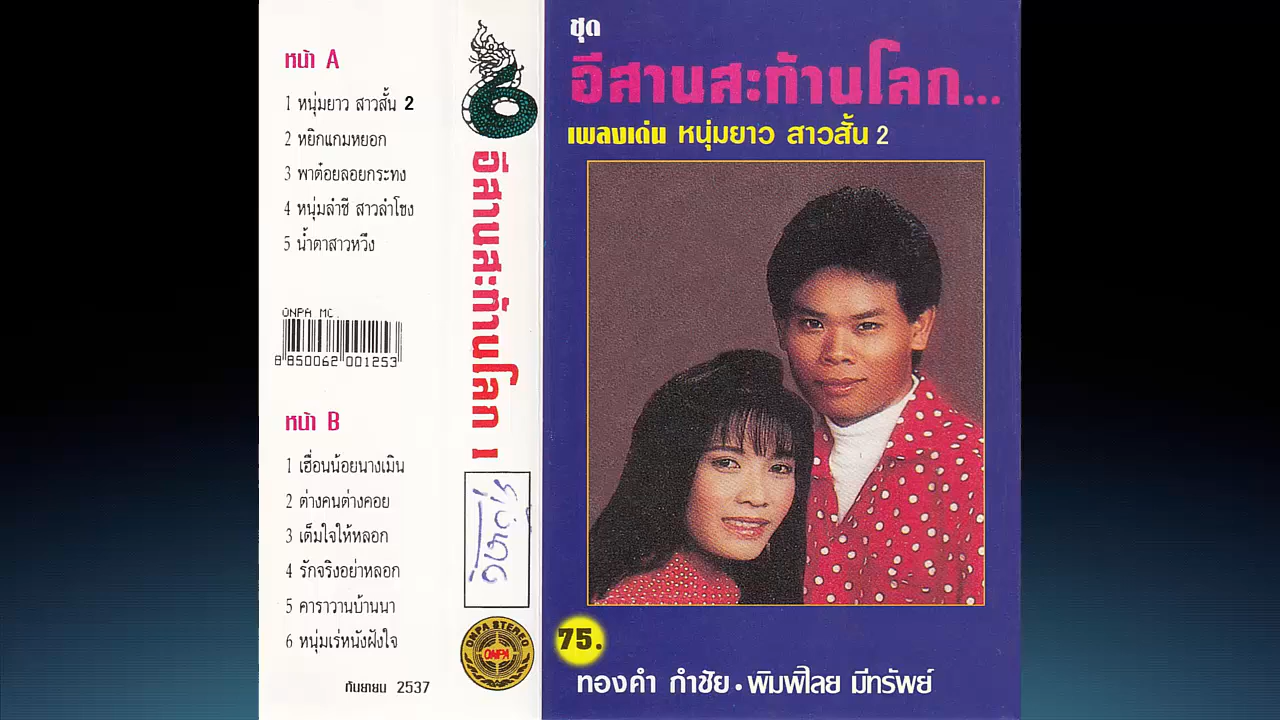 หน้า A
1 หนุ่มยาว สาวสั้น 2
2 หยิกแกมหยอก
3 พาต๋อยลอยกระทง
4 หนุ่มลำชี สาวลำโขง
5 น้ำตาสาวหวึง
ONPA MC.
8 850062 001253
หน้า B
1 เฮื่อนน้อยนางเมิน
2 ต่างคนต่างคอย
3 เต็มใจให้หลอก
4 รักจริงอย่าหลอก
5 คาราวานบ้านนา
6 หนุ่มเร่หนังฝังใจ
กันยายน 2537
อีสานสะท้านโลก 1
ONPA STEREO
ONPA
ชุด
อีสานสะท้านโลก...
เพลงเด่น หนุ่มยาว สาวสั้น 2
75.
ทองคำ กำชัย • พิมพ์ไลย มีทรัพย์